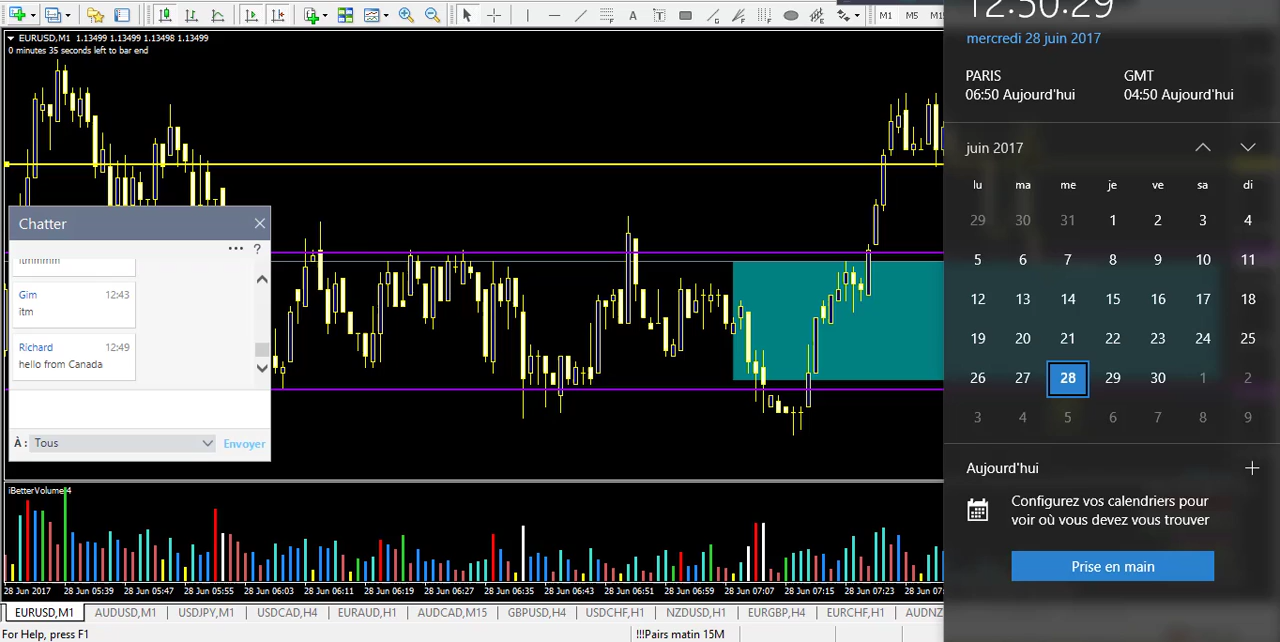 M1 M5
12:50:29
EURUSD,M1 1.13499 1.13499 1.13498 1.13499
0 minutes 35 seconds left to bar end
mercredi 28 juin 2017
PARIS GMT
06:50 Aujourd'hui 04:50 Aujourd'hui
juin 2017
lu ma me je ve sa di
29 30 31 1 2 3 4
5 6 7 8 9 10 11
12 13 14 15 16 17 18
19 20 21 22 23 24 25
26 27 28 29 30 1 2
3 4 5 6 7 8 9
Aujourd'hui
Configurez vos calendriers pour
voir où vous devez vous trouver
Prise en main
Chatter
Gim 12:43
itm
Richard 12:49
hello from Canada
À : Tous Envoyer
iBetterVolume 4
28 Jun 2017 28 Jun 05:39 28 Jun 05:47 28 Jun 05:55 28 Jun 06:03 28 Jun 06:11 28 Jun 06:19 28 Jun 06:27 28 Jun 06:35 28 Jun 06:43 28 Jun 06:51 28 Jun 06:59 28 Jun 07:07 28 Jun 07:15 28 Jun 07:23 28 Jun 07:
EURUSD,M1 AUDUSD,M1 USDJPY,M1 USDCAD,H4 EURAUD,H1 AUDCAD,M15 GBPUSD,H4 USDCHF,H1 NZDUSD,H1 EURGBP,H4 EURCHF,H1 AUDNZ
For Help, press F1 !!!Pairs matin 15M